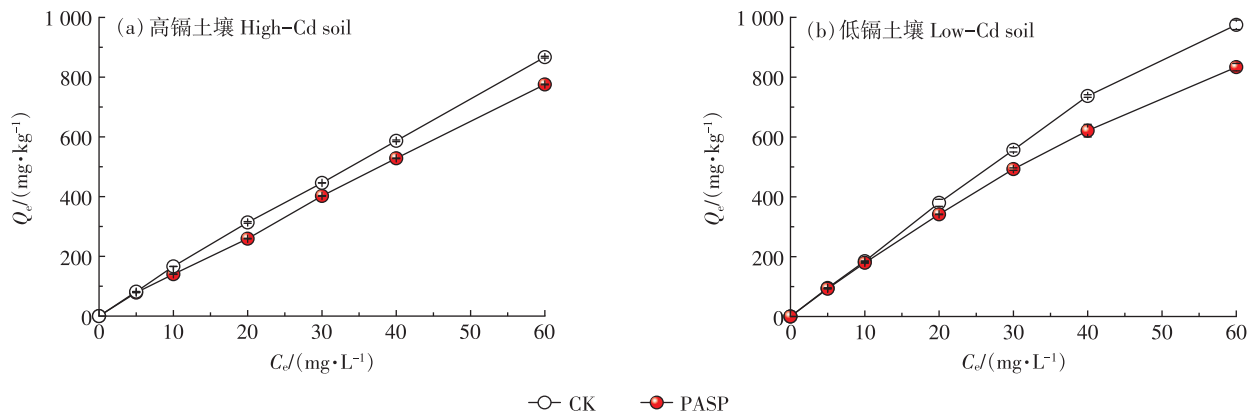 (a) 高镉土壤 High-Cd soil
1 000
800
600
400
200
0
Qe/(mg•kg⁻¹)
0 10 20 30 40 50 60
Ce/(mg•L⁻¹)
(b) 低镉土壤 Low-Cd soil
1 000
800
600
400
200
0
Qe/(mg•kg⁻¹)
0 10 20 30 40 50 60
Ce/(mg•L⁻¹)
CK PASP